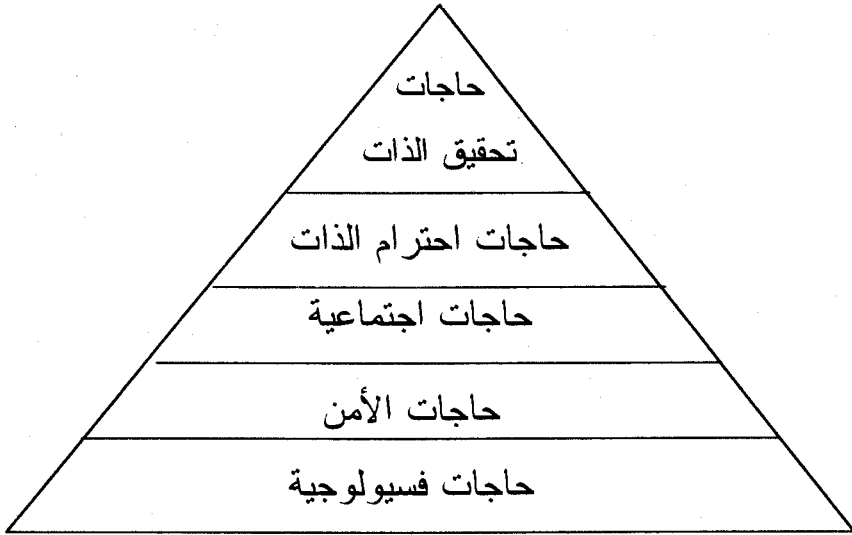 حاجات
تحقيق الذات
حاجات احترام الذات
حاجات اجتماعية
حاجات الأمن
حاجات فسيولوجية